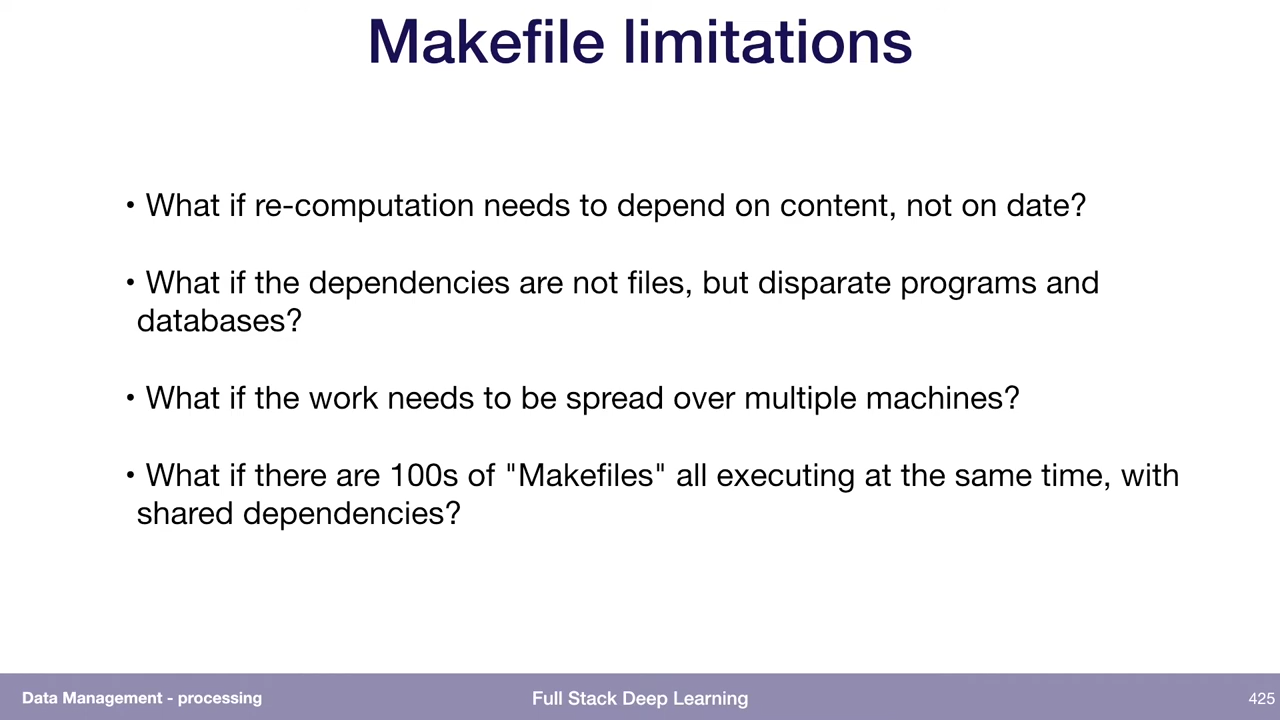 Makefile limitations
• What if re-computation needs to depend on content, not on date?
• What if the dependencies are not files, but disparate programs and
databases?
• What if the work needs to be spread over multiple machines?
• What if there are 100s of "Makefiles" all executing at the same time, with
shared dependencies?
Data Management - processing
Full Stack Deep Learning
425